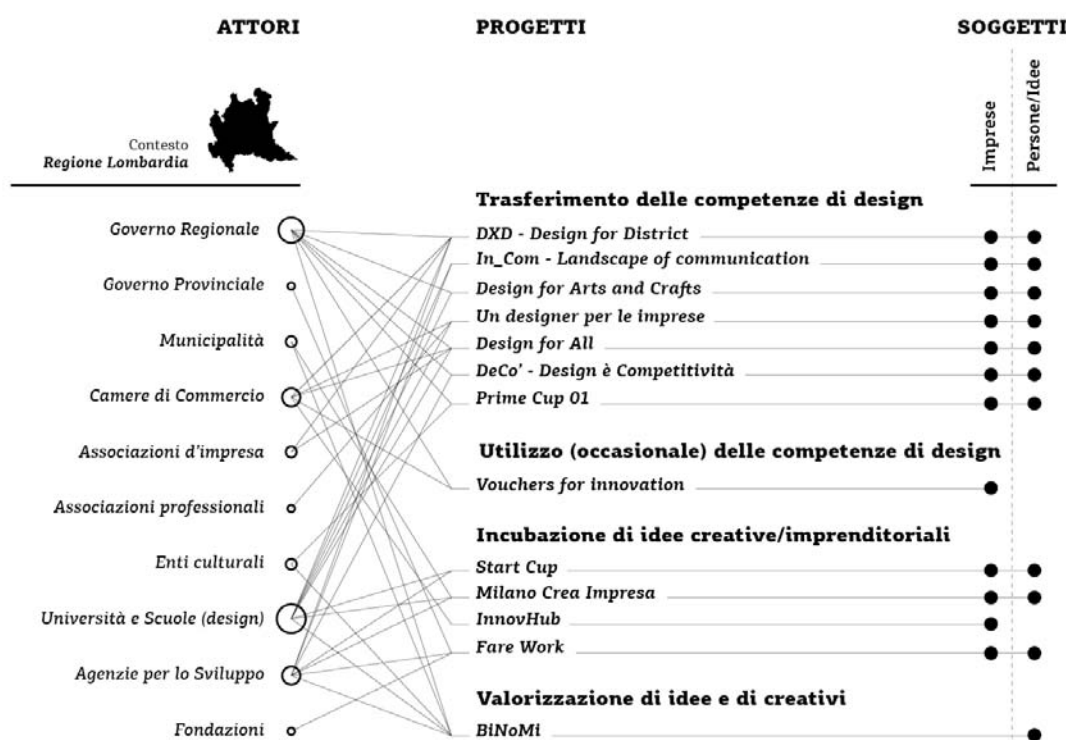 ATTORI
PROGETTI
SOGGETTI
Contesto
Regione Lombardia
Imprese
Persone/Idee
Governo Regionale
Governo Provinciale
Municipalità
Camere di Commercio
Associazioni d'impresa
Associazioni professionali
Enti culturali
Università e Scuole (design)
Agenzie per lo Sviluppo
Fondazioni
Trasferimento delle competenze di design
DXD - Design for District
In_Com - Landscape of communication
Design for Arts and Crafts
Un designer per le imprese
Design for All
DeCo' - Design è Competitività
Prime Cup 01
Utilizzo (occasionale) delle competenze di design
Vouchers for innovation
Incubazione di idee creative/imprenditoriali
Start Cup
Milano Crea Impresa
InnovHub
Fare Work
Valorizzazione di idee e di creativi
BiNoMi